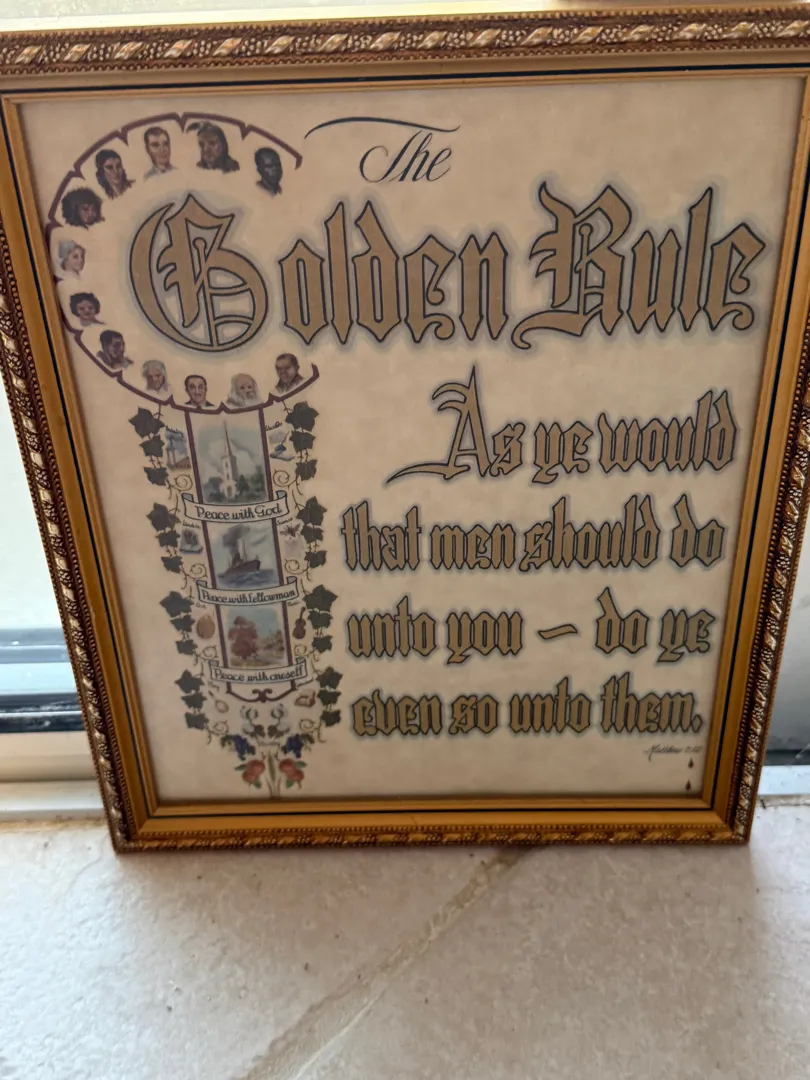 The
Golden Rule
As ye would
that men should do
unto you — do ye
even so unto them.
Peace with God
Peace with Fellowman
Peace with oneself